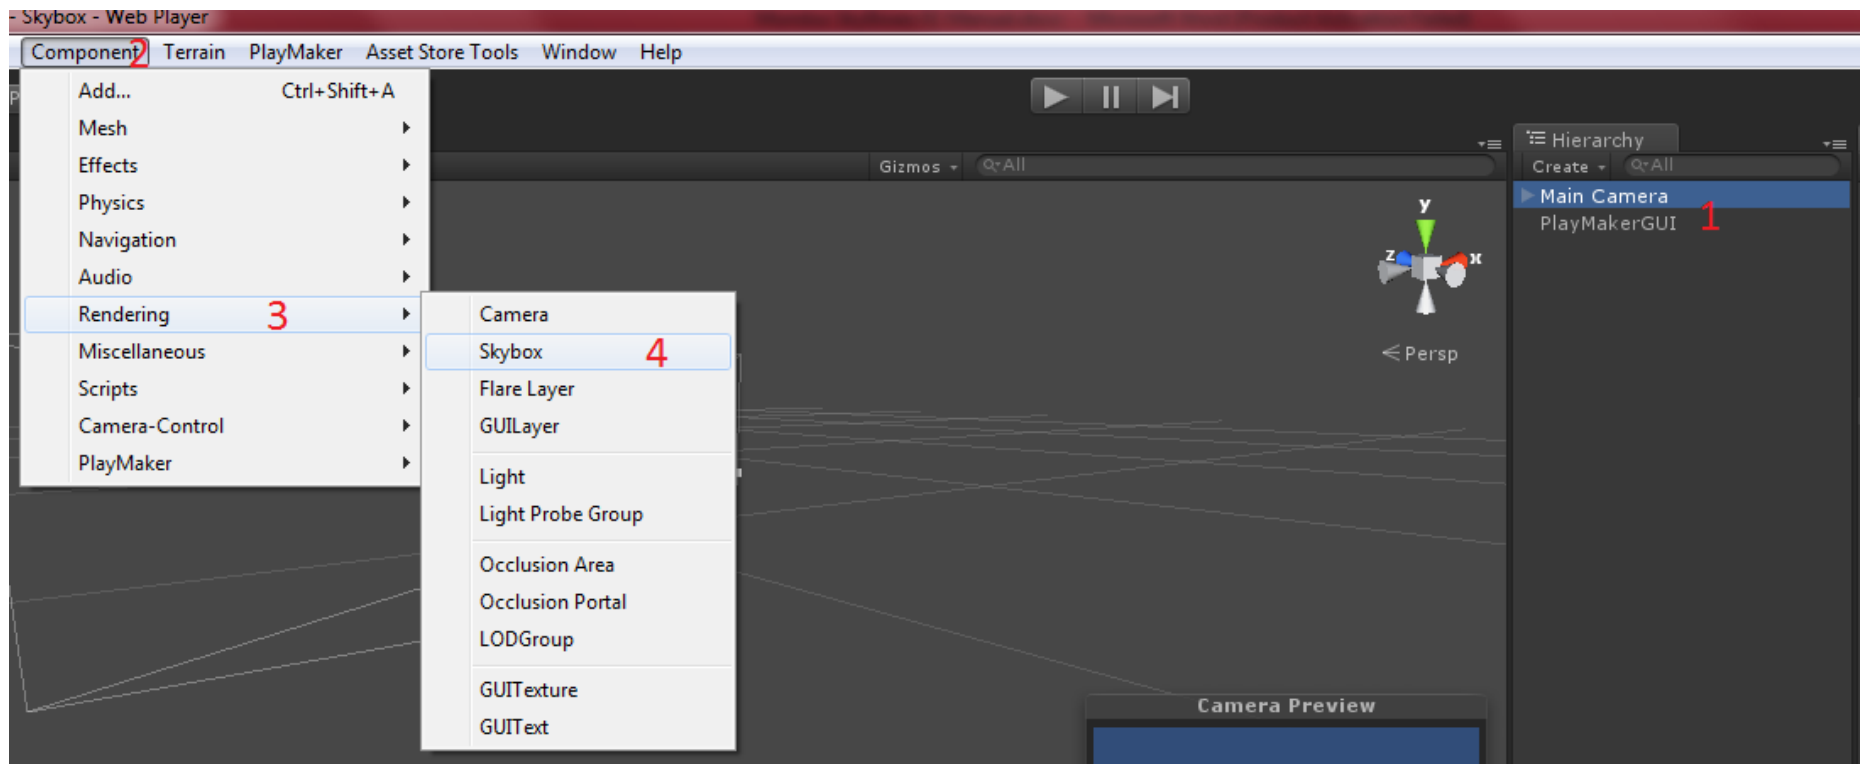 - Skybox - Web Player
Component 2 Terrain PlayMaker Asset Store Tools Window Help
Add... Ctrl+Shift+A
Mesh
Effects
Physics
Navigation
Audio
Rendering 3
Miscellaneous
Scripts
Camera-Control
PlayMaker
Camera
Skybox 4
Flare Layer
GUILayer
Light
Light Probe Group
Occlusion Area
Occlusion Portal
LODGroup
GUITexture
GUIText
Gizmos All
y
z x
Persp
Camera Preview
Hierarchy
Create All
Main Camera
PlayMakerGUI 1